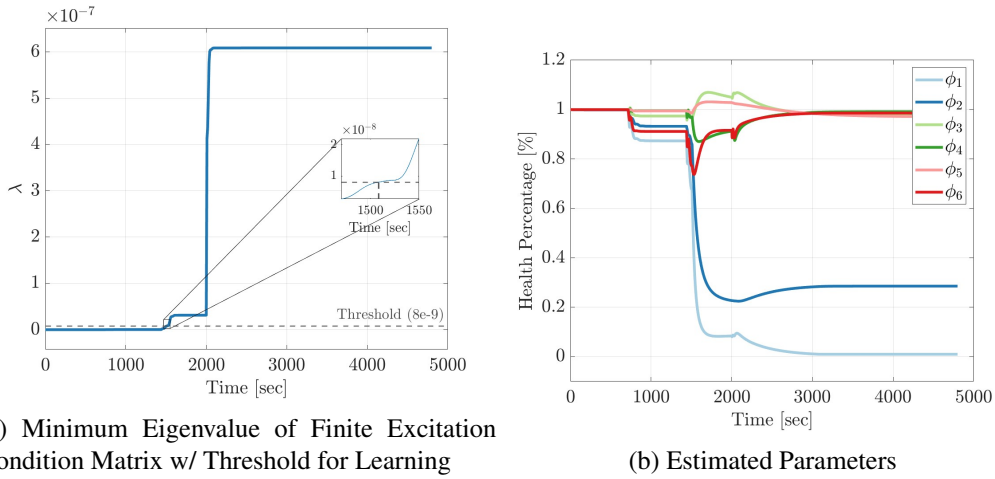 ×10⁻⁷
6
5
4
3
2
1
0
λ
0 1000 2000 3000 4000 5000
Time [sec]
×10⁻⁸
2
1
1500 1550
Time [sec]
Threshold (8e-9)
) Minimum Eigenvalue of Finite Excitation
ondition Matrix w/ Threshold for Learning
1.2
1
0.8
0.6
0.4
0.2
0
Health Percentage [%]
0 1000 2000 3000 4000 5000
Time [sec]
ϕ₁
ϕ₂
ϕ₃
ϕ₄
ϕ₅
ϕ₆
(b) Estimated Parameters